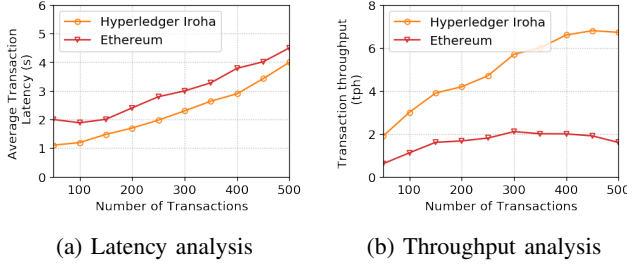 Average Transaction
Latency (s)
6
5
4
3
2
1
0
Hyperledger Iroha
Ethereum
100 200 300 400 500
Number of Transactions
(a) Latency analysis
Transaction throughput
(tph)
8
6
4
2
0
Hyperledger Iroha
Ethereum
100 200 300 400 500
Number of Transactions
(b) Throughput analysis